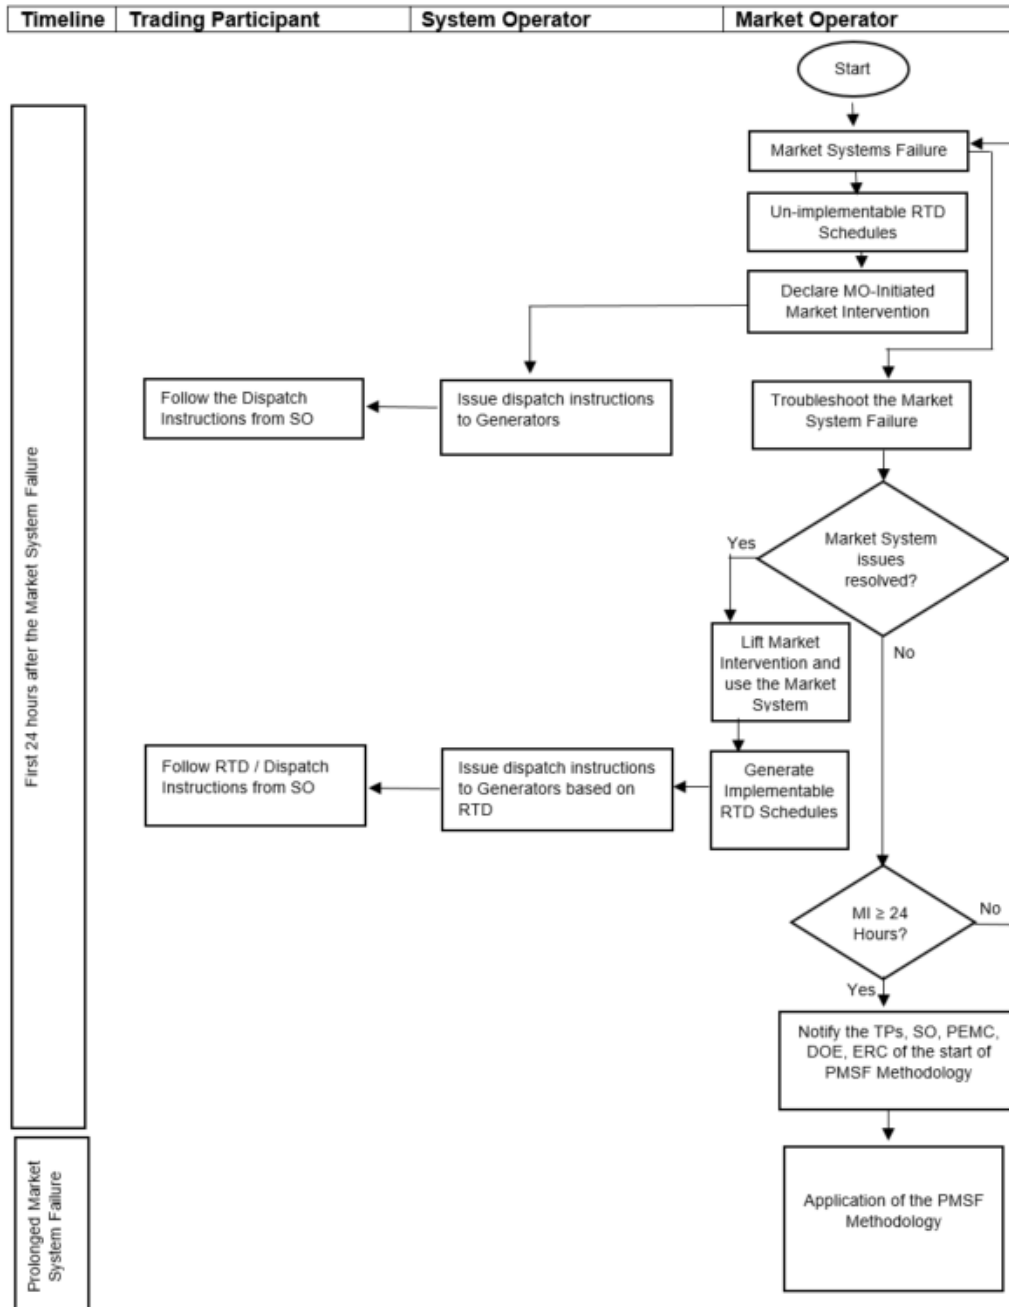 Timeline
Trading Participant
System Operator
Market Operator
Start
Market Systems Failure
Un-implementable RTD
Schedules
Declare MO-Initiated
Market Intervention
Follow the Dispatch
Instructions from SO
Issue dispatch instructions
to Generators
Troubleshoot the Market
System Failure
First 24 hours after the Market System Failure
Market System
issues
resolved?
Yes
No
Lift Market
Intervention and
use the Market
System
Follow RTD / Dispatch
Instructions from SO
Issue dispatch instructions
to Generators based on
RTD
Generate
Implementable
RTD Schedules
MI ≥ 24
Hours?
No
Yes
Notify the TPs, SO, PEMC,
DOE, ERC of the start of
PMSF Methodology
Prolonged Market
System Failure
Application of the PMSF
Methodology